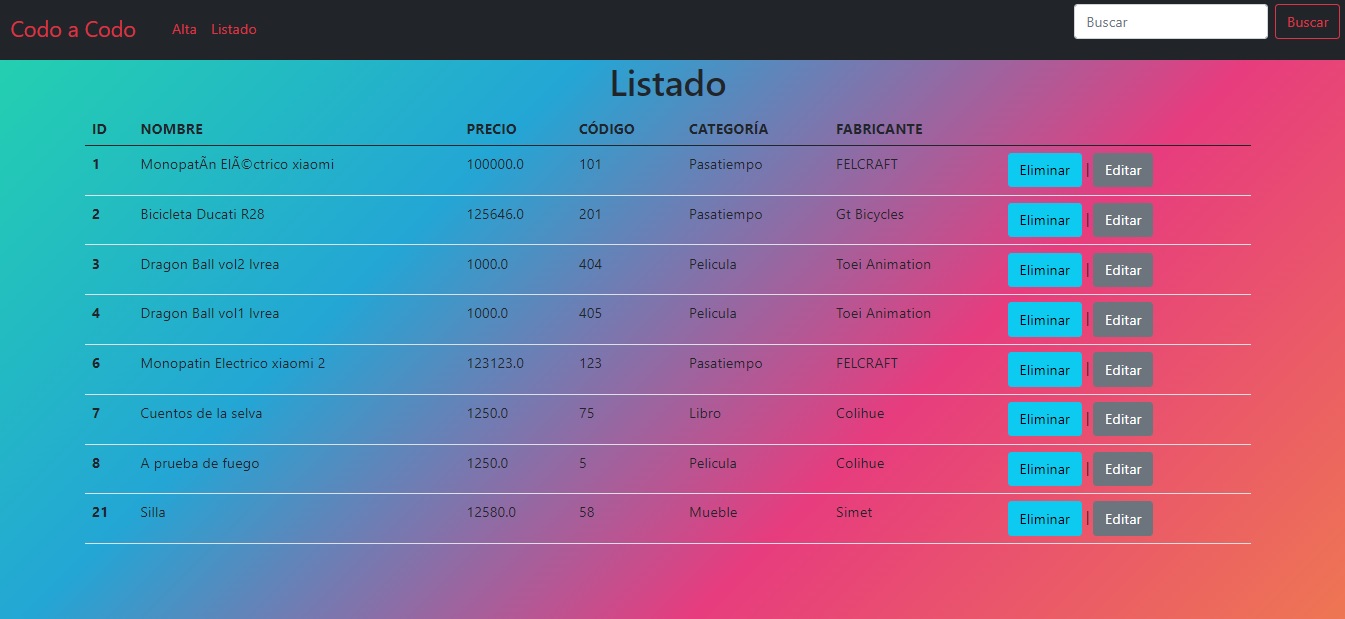 Codo a Codo Alta Listado Buscar Buscar
Listado
ID NOMBRE PRECIO CÓDIGO CATEGORÍA FABRICANTE
1 MonopatÃn ElÃ©ctrico xiaomi 100000.0 101 Pasatiempo FELCRAFT Eliminar | Editar
2 Bicicleta Ducati R28 125646.0 201 Pasatiempo Gt Bicycles Eliminar | Editar
3 Dragon Ball vol2 Ivrea 1000.0 404 Pelicula Toei Animation Eliminar | Editar
4 Dragon Ball vol1 Ivrea 1000.0 405 Pelicula Toei Animation Eliminar | Editar
6 Monopatin Electrico xiaomi 2 123123.0 123 Pasatiempo FELCRAFT Eliminar | Editar
7 Cuentos de la selva 1250.0 75 Libro Colihue Eliminar | Editar
8 A prueba de fuego 1250.0 5 Pelicula Colihue Eliminar | Editar
21 Silla 12580.0 58 Mueble Simet Eliminar | Editar